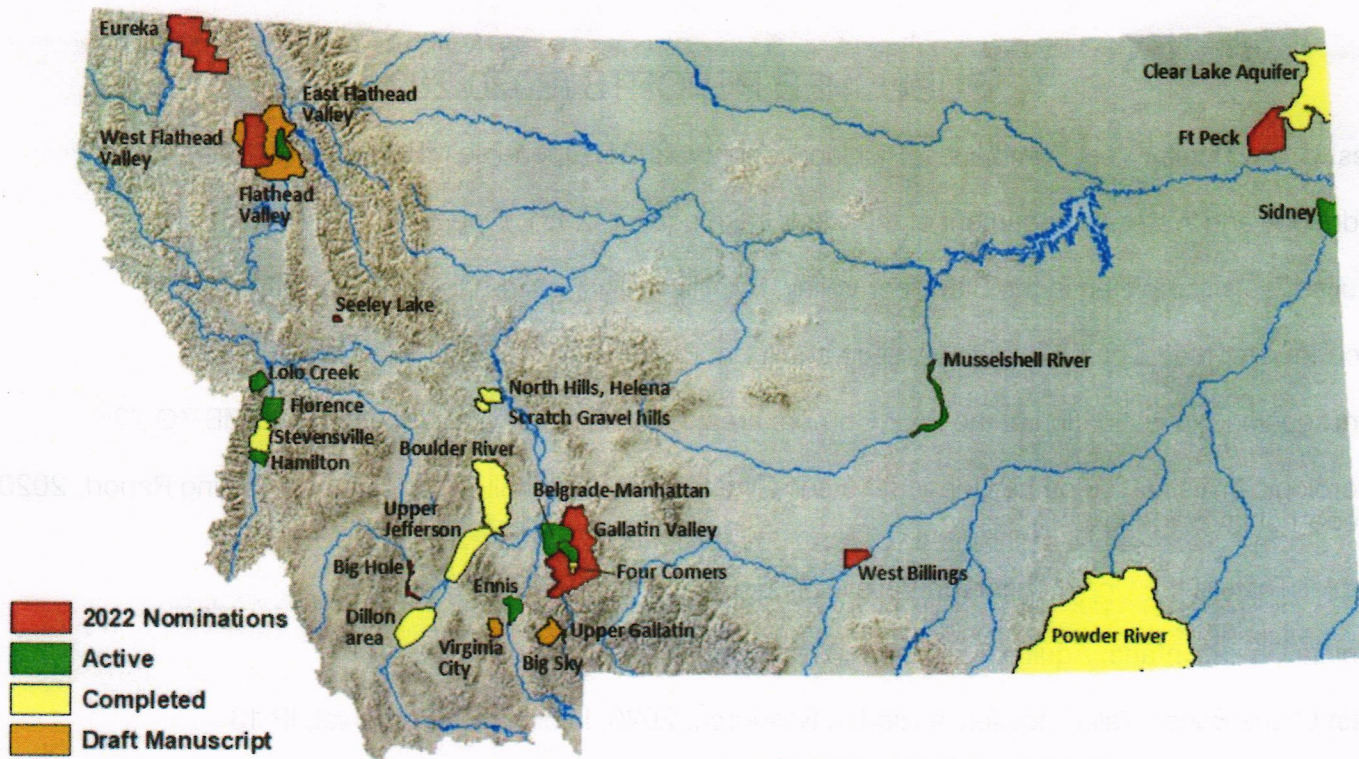 Eureka
East Flathead
Valley
West Flathead
Valley
Flathead
Valley
Clear Lake Aquifer
Ft Peck
Sidney
Seeley Lake
Lolo Creek
Florence
Stevensville
Hamilton
North Hills, Helena
Scratch Gravel hills
Musselshell River
Boulder River
Belgrade-Manhattan
Upper
Jefferson
Gallatin Valley
Big Hole
Ennis
Four Corners
West Billings
Dillon
area
Virginia
City
Upper Gallatin
Big Sky
Powder River
2022 Nominations
Active
Completed
Draft Manuscript